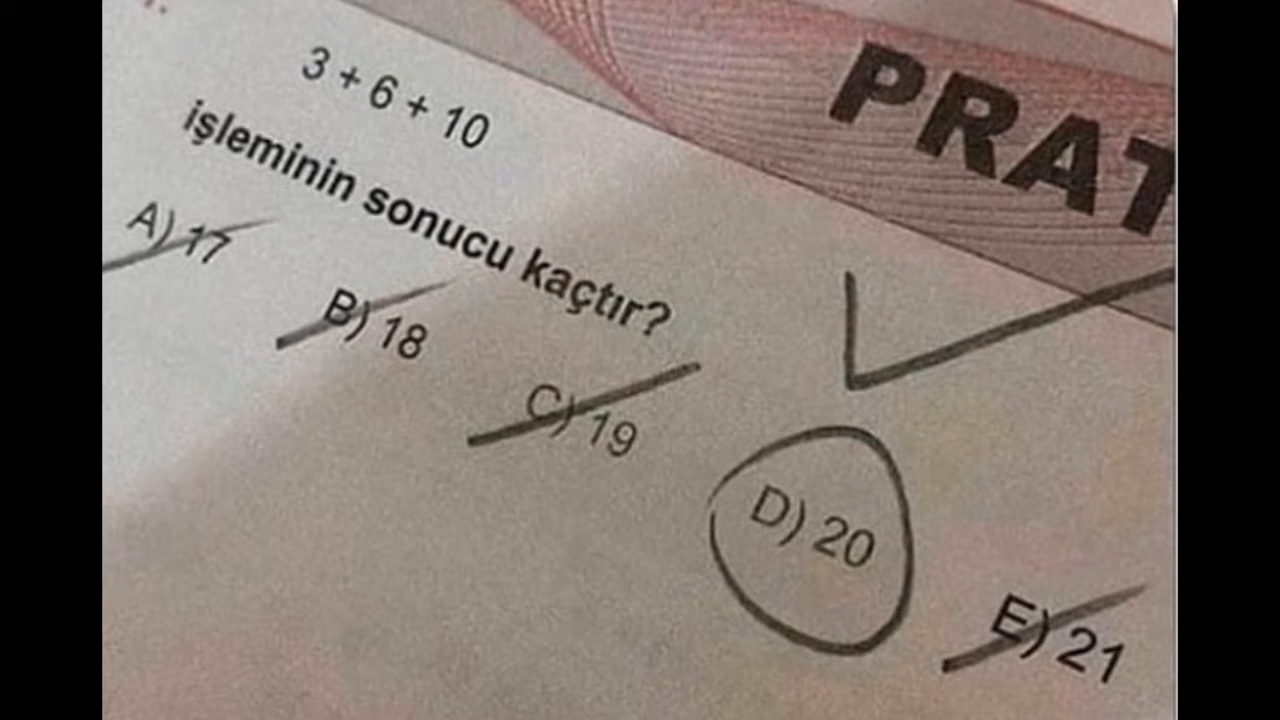 PRAT
3 + 6 + 10
işleminin sonucu kaçtır?
A) 17
B) 18
C) 19
D) 20
E) 21